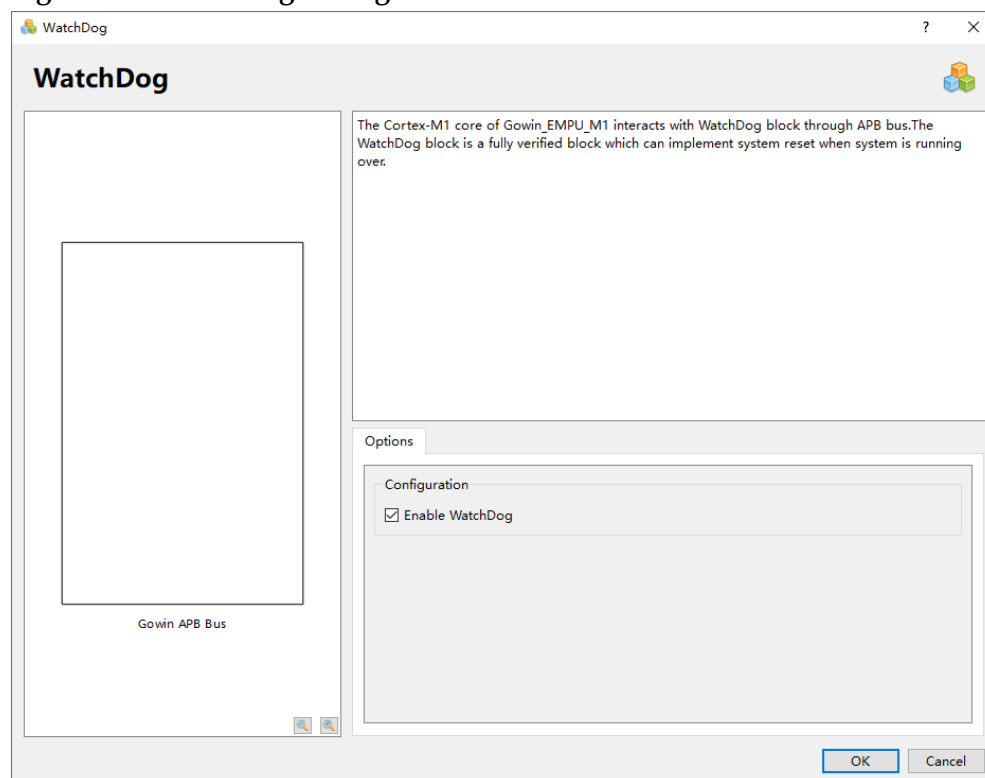 WatchDog
?
WatchDog
The Cortex-M1 core of Gowin_EMPU_M1 interacts with WatchDog block through APB bus.The
WatchDog block is a fully verified block which can implement system reset when system is running
over.
Gowin APB Bus
Options
Configuration
Enable WatchDog
OK
Cancel